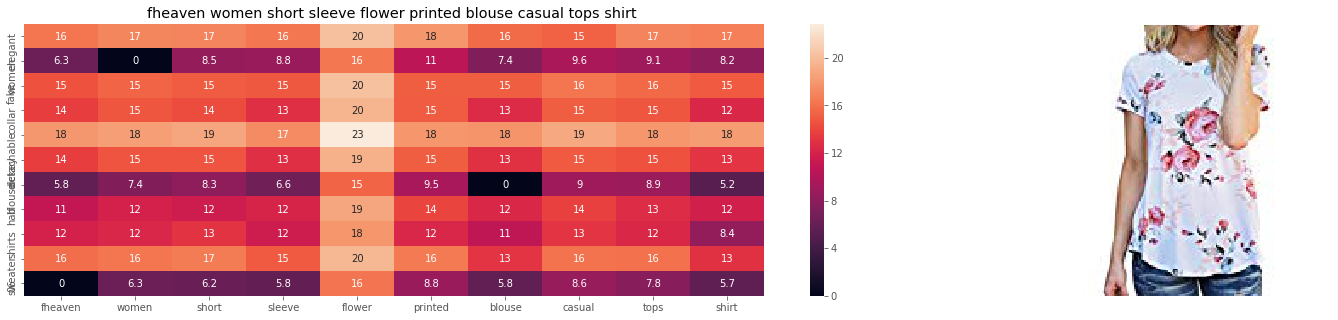 fheaven women short sleeve flower printed blouse casual tops shirt
elegant 16 17 17 16 20 18 16 15 17 17
women 6.3 0 8.5 8.8 16 11 7.4 9.6 9.1 8.2
fake 15 15 15 15 20 15 15 16 16 15
collar 14 15 14 13 20 15 13 15 15 12
18 18 19 17 23 18 18 19 18 18
14 15 15 13 19 15 13 15 15 13
blouse 5.8 7.4 8.3 6.6 15 9.5 0 9 8.9 5.2
half 11 12 12 12 19 14 12 14 13 12
shirts 12 12 13 12 18 12 11 13 12 8.4
sweater 16 16 17 15 20 16 13 16 16 13
0 6.3 6.2 5.8 16 8.8 5.8 8.6 7.8 5.7
fheaven women short sleeve flower printed blouse casual tops shirt
20
16
12
8
4
0